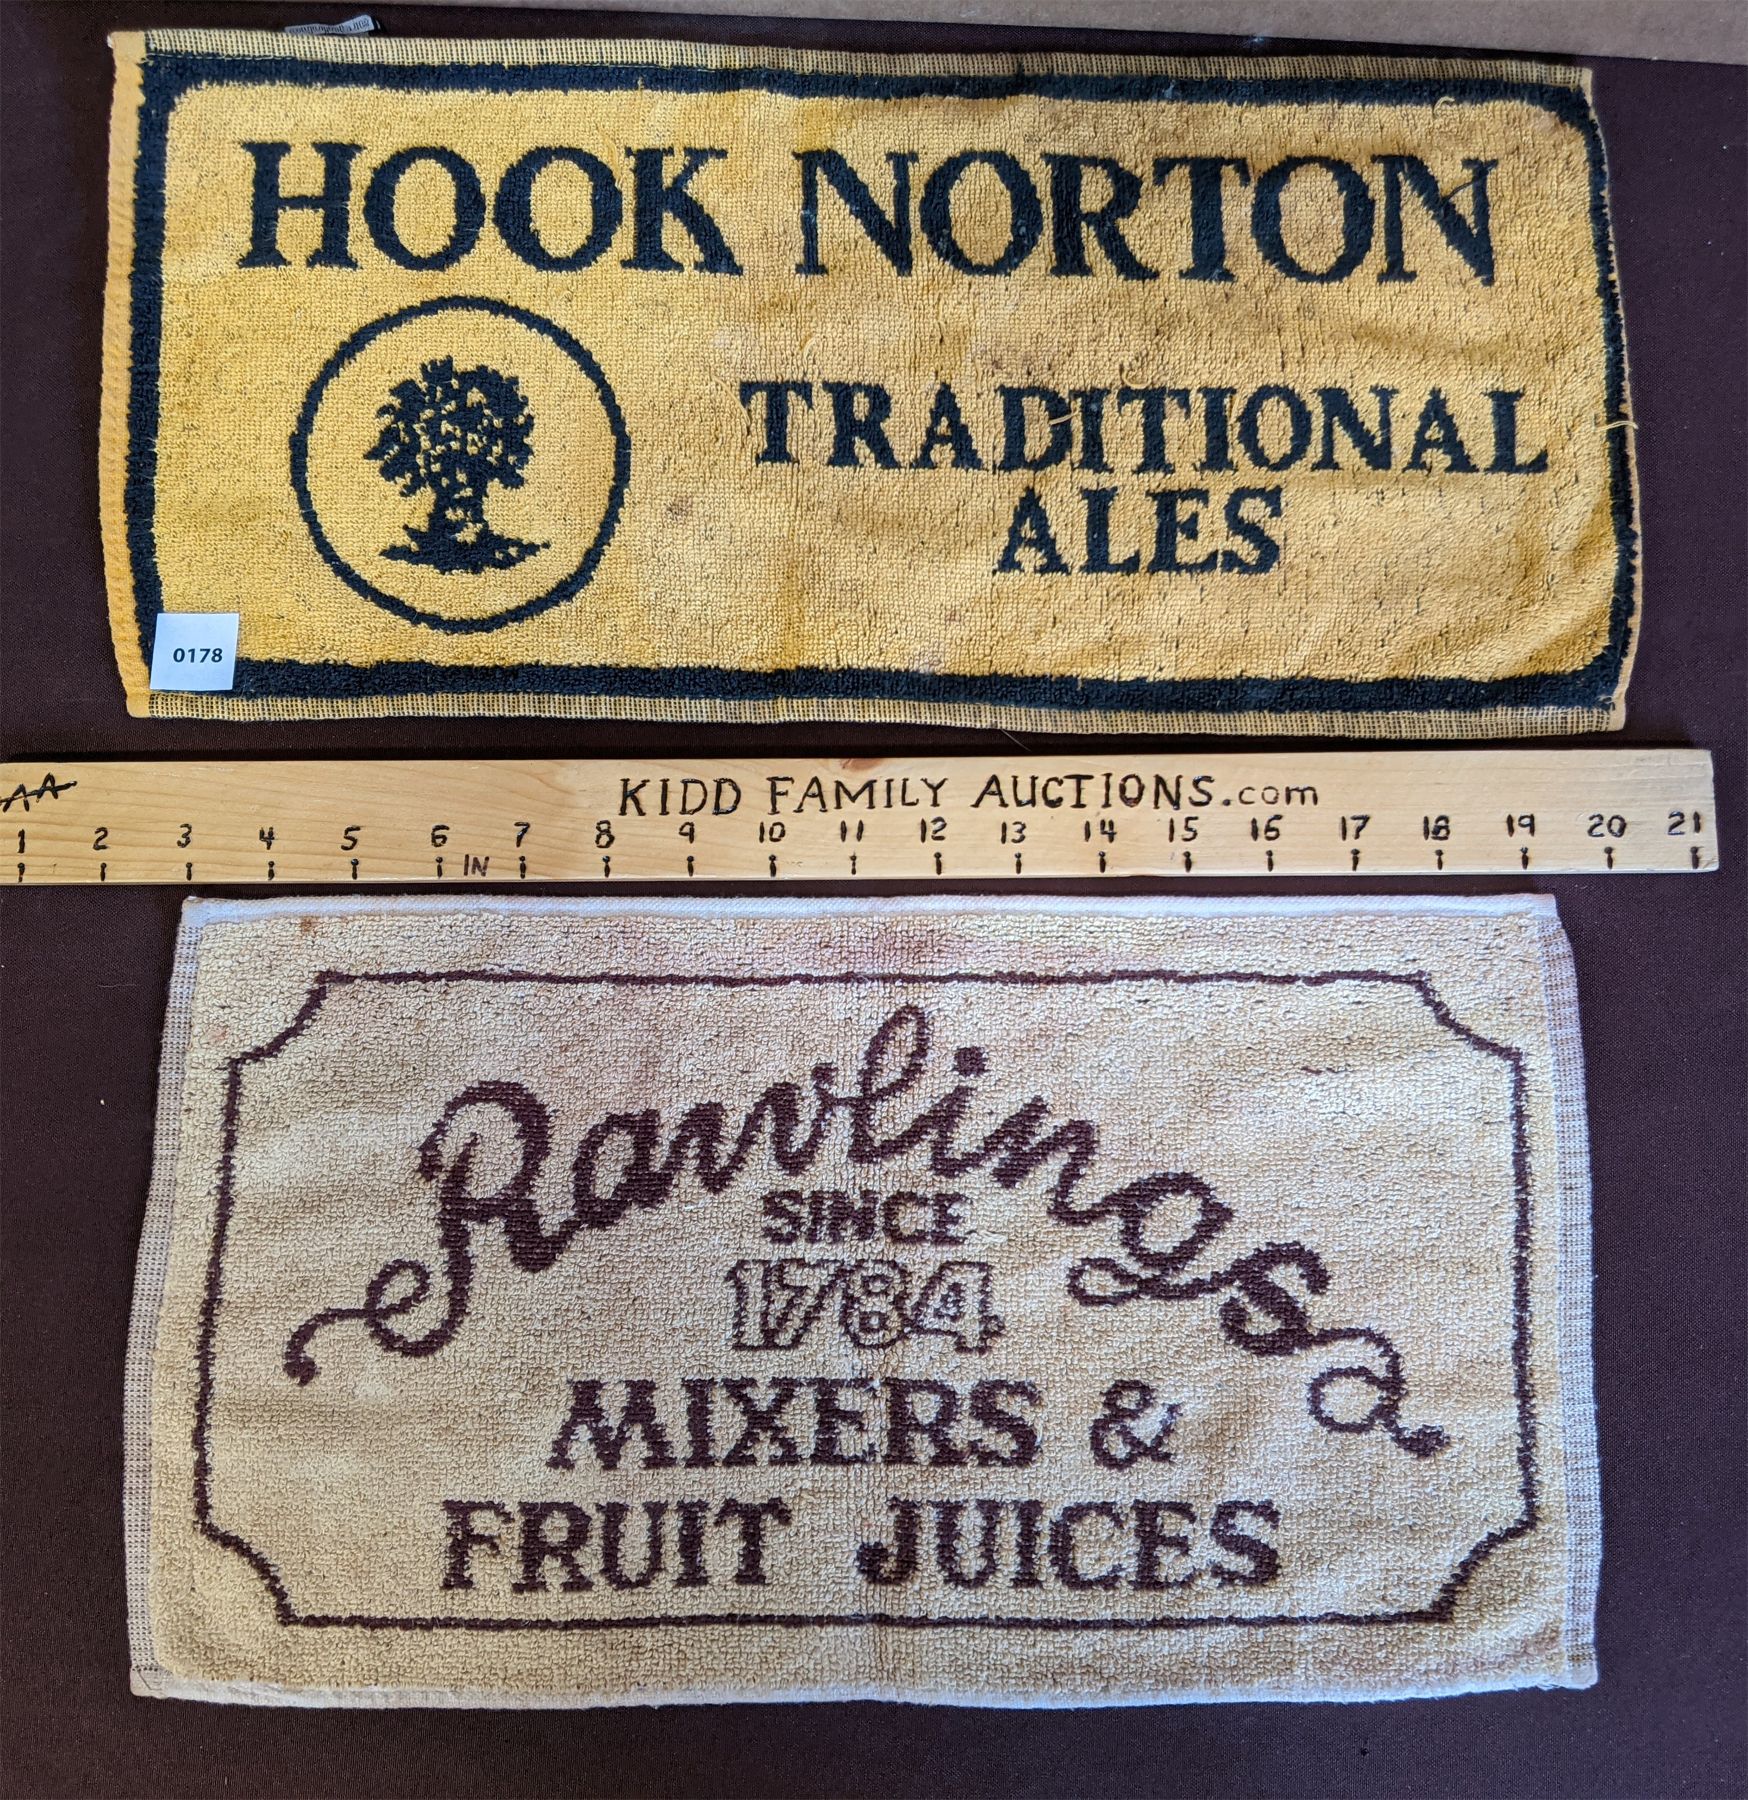 HOOK NORTON
TRADITIONAL
ALES
0178
KIDD FAMILY AUCTIONS.com
1 2 3 4 5 6 7 8 9 10 11 12 13 14 15 16 17 18 19 20 21
IN
Rawlings
SINCE
1784
MIXERS &
FRUIT JUICES